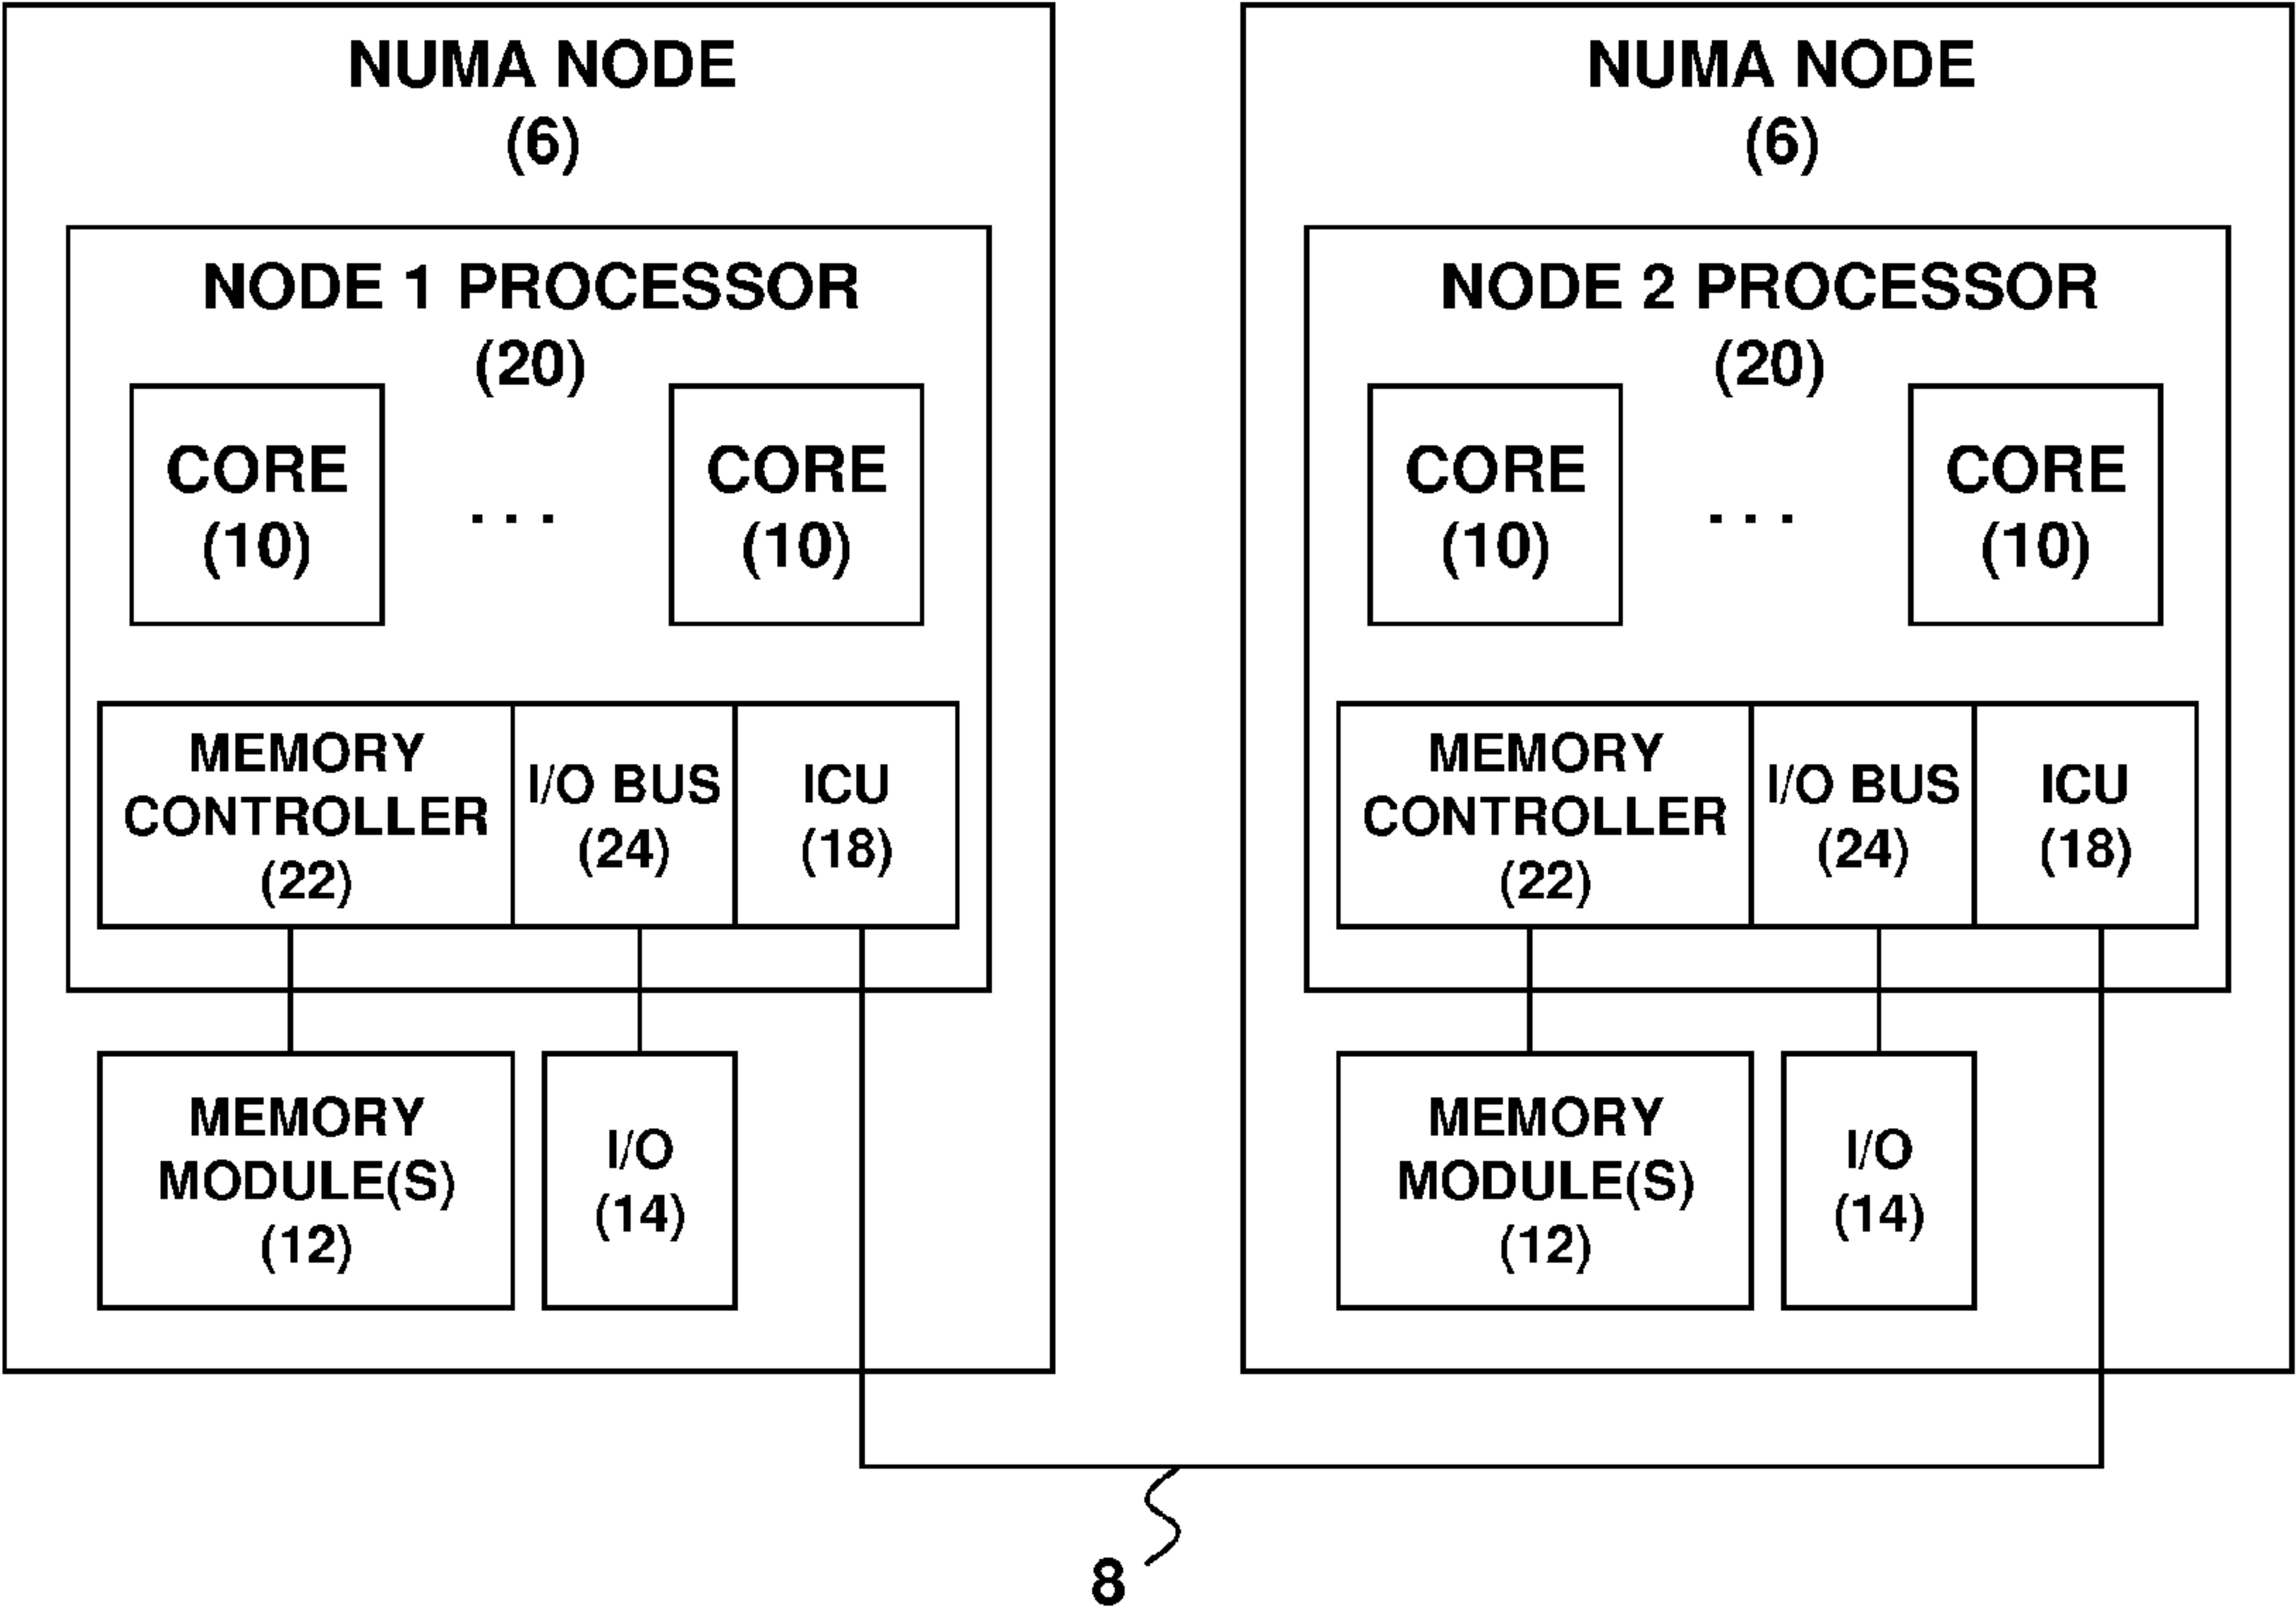 NUMA NODE
(6)
NODE 1 PROCESSOR
(20)
CORE
(10)
. . .
CORE
(10)
MEMORY
CONTROLLER
(22)
I/O BUS
(24)
ICU
(18)
MEMORY
MODULE(S)
(12)
I/O
(14)
NUMA NODE
(6)
NODE 2 PROCESSOR
(20)
CORE
(10)
. . .
CORE
(10)
MEMORY
CONTROLLER
(22)
I/O BUS
(24)
ICU
(18)
MEMORY
MODULE(S)
(12)
I/O
(14)
8